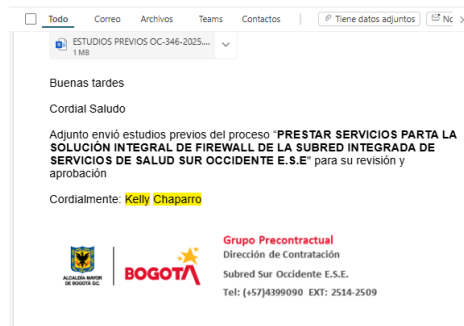 Todo Correo Archivos Teams Contactos Tiene datos adjuntos
ESTUDIOS PREVIOS OC-346-2025....
1 MB
Buenas tardes
Cordial Saludo
Adjunto envió estudios previos del proceso “PRESTAR SERVICIOS PARTA LA
SOLUCIÓN INTEGRAL DE FIREWALL DE LA SUBRED INTEGRADA DE
SERVICIOS DE SALUD SUR OCCIDENTE E.S.E” para su revisión y
aprobación
Cordialmente: Kelly Chaparro
Grupo Precontractual
Dirección de Contratación
Subred Sur Occidente E.S.E.
Tel: (+57)4399090 EXT: 2514-2509
ALCALDÍA MAYOR
DE BOGOTÁ D.C.
BOGOTÁ